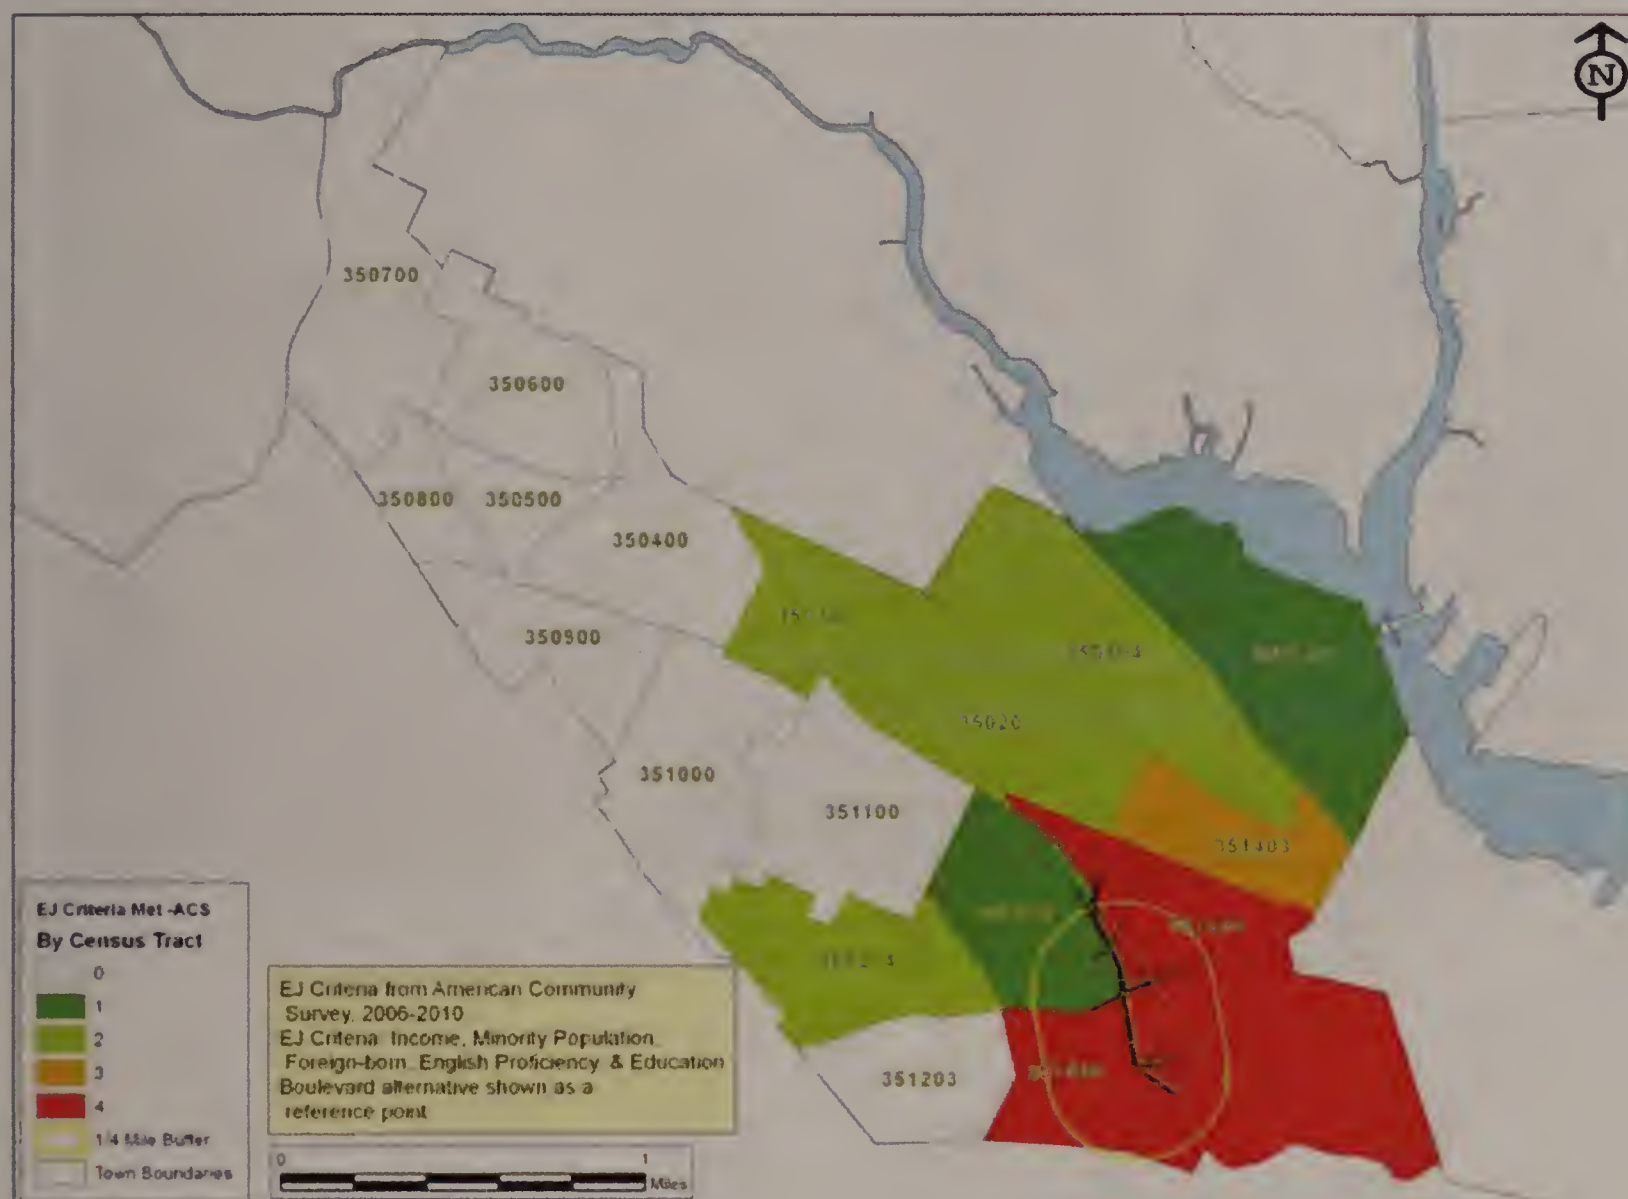 N
350700
350600
350800
350500
350400
350900
35020
351000
351100
351403
351203
EJ Criteria Met -ACS
By Census Tract
0
1
2
3
4
1/4 Mile Buffer
Town Boundaries
EJ Criteria from American Community
Survey, 2006-2010
EJ Criteria: Income, Minority Population,
Foreign-born, English Proficiency & Education
Boulevard alternative shown as a
reference point
0 1
Miles